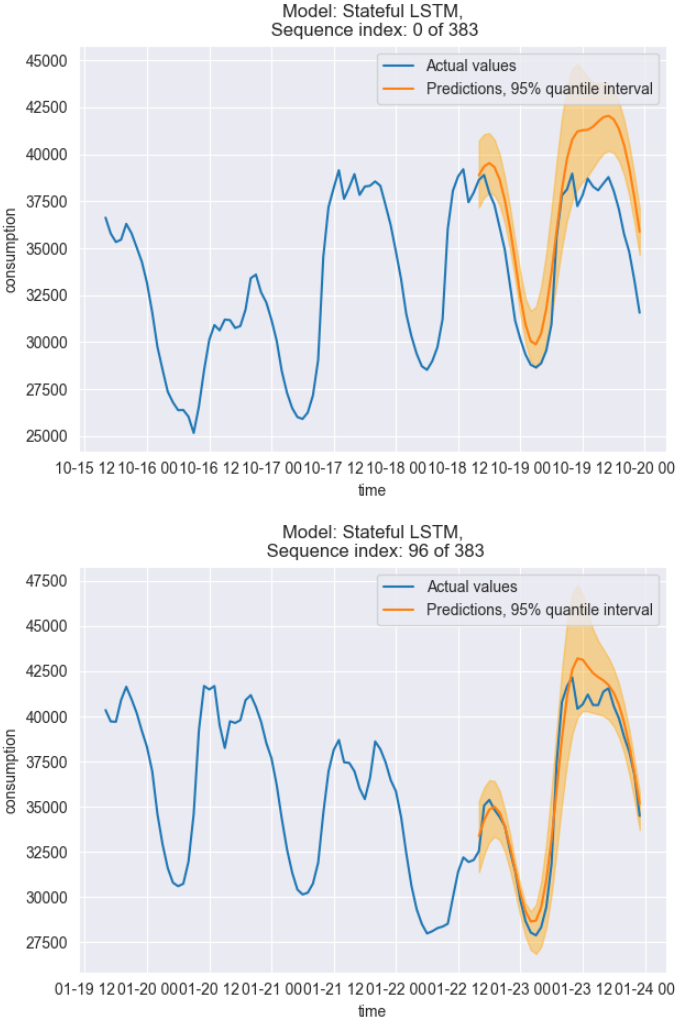 Model: Stateful LSTM,
Sequence index: 0 of 383
45000
42500
40000
37500
35000
32500
30000
27500
25000
consumption
Actual values
Predictions, 95% quantile interval
10-15 12 10-16 00 10-16 12 10-17 00 10-17 12 10-18 00 10-18 12 10-19 00 10-19 12 10-20 00
time
Model: Stateful LSTM,
Sequence index: 96 of 383
47500
45000
42500
40000
37500
35000
32500
30000
27500
consumption
Actual values
Predictions, 95% quantile interval
01-19 12 01-20 00 01-20 12 01-21 00 01-21 12 01-22 00 01-22 12 01-23 00 01-23 12 01-24 00
time